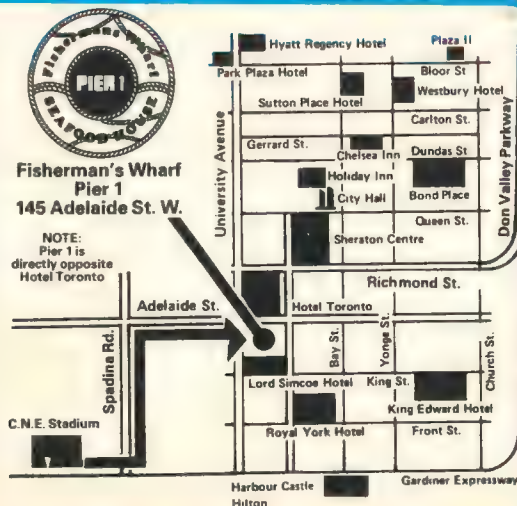 Fishermans Wharf
PIER 1
SEAFOOD HOUSE
Fisherman's Wharf
Pier 1
145 Adelaide St. W.
NOTE:
Pier 1 is
directly opposite
Hotel Toronto
Hyatt Regency Hotel
Plaza II
Park Plaza Hotel
Bloor St
Sutton Place Hotel
Westbury Hotel
Carlton St.
University Avenue
Gerrard St.
Chelsea Inn
Dundas St.
Don Valley Parkway
Holiday Inn
City Hall
Bond Place
Queen St.
Sheraton Centre
Richmond St.
Adelaide St.
Hotel Toronto
Spadina Rd.
Bay St.
Yonge St.
Church St.
Lord Simcoe Hotel
King St.
King Edward Hotel
C.N.E. Stadium
Royal York Hotel
Front St.
Harbour Castle
Hilton
Gardiner Expressway